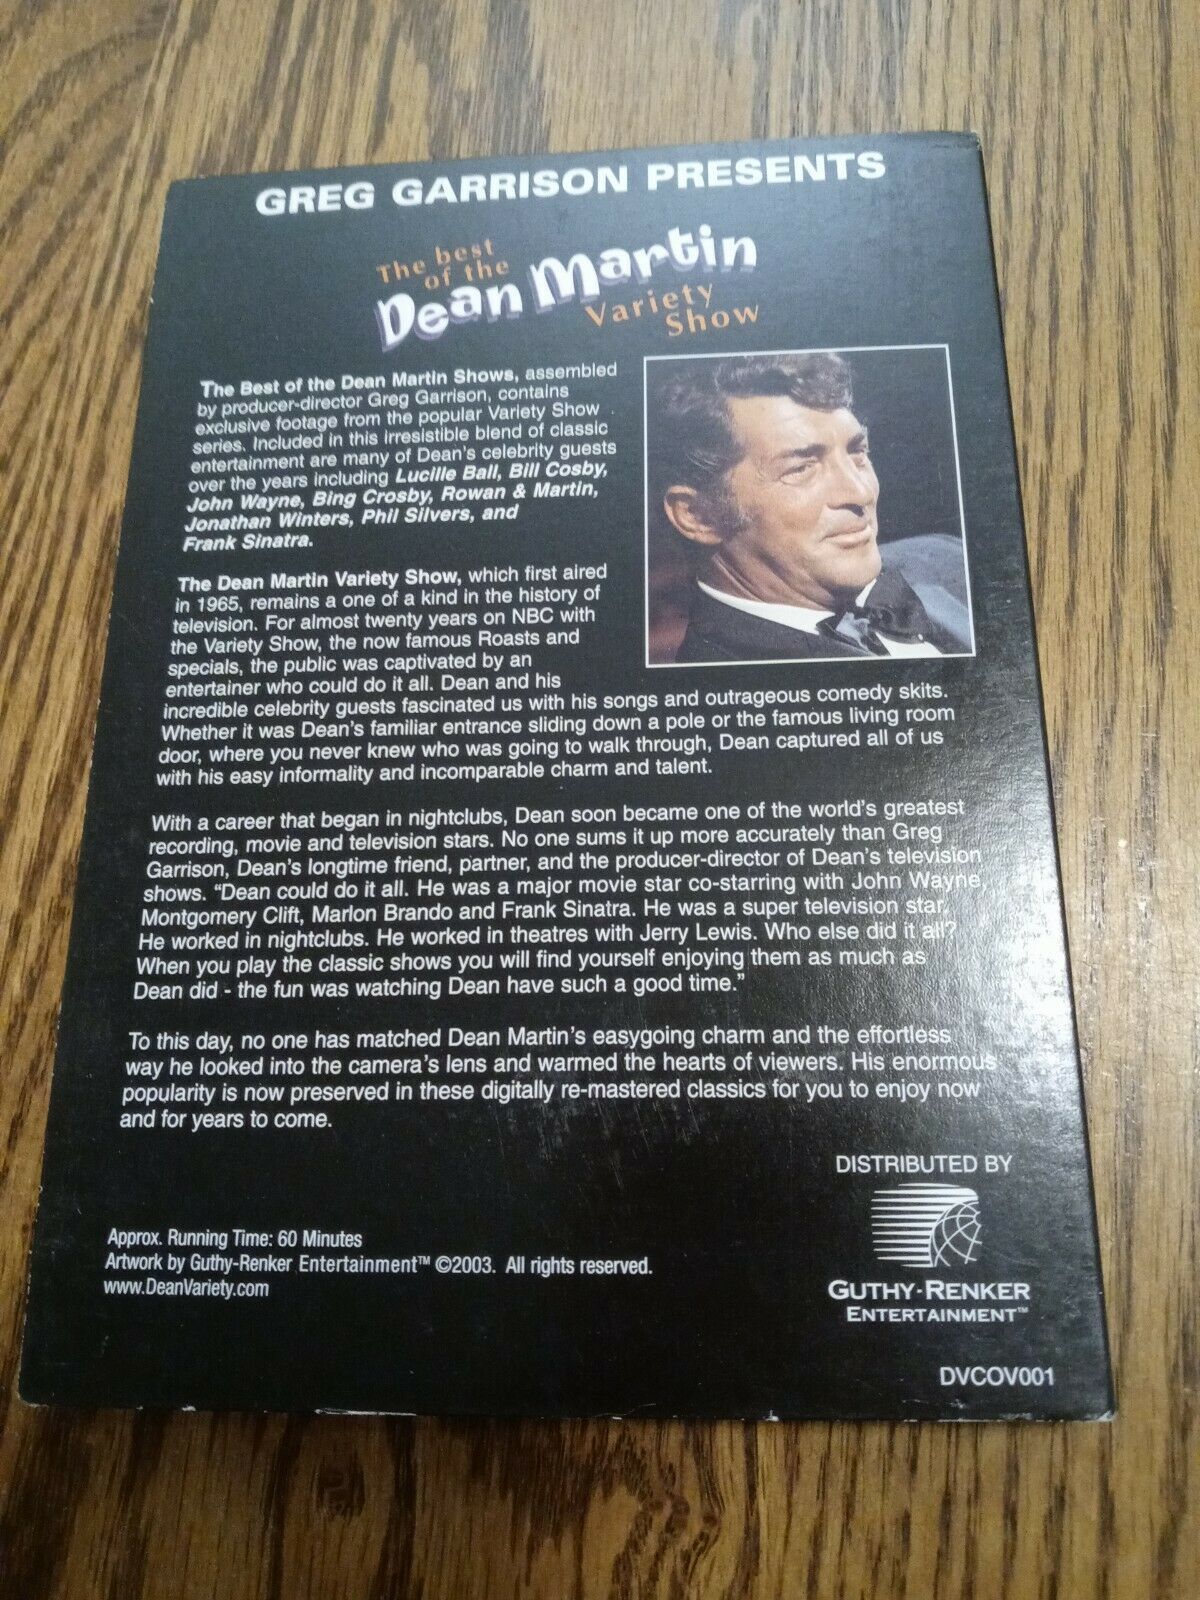 GREG GARRISON PRESENTS
The best
of the
Dean Martin
Variety
Show
The Best of the Dean Martin Shows, assembled
by producer-director Greg Garrison, contains
exclusive footage from the popular Variety Show
series. Included in this irresistible blend of classic
entertainment are many of Dean's celebrity guests
over the years including Lucille Ball, Bill Cosby,
John Wayne, Bing Crosby, Rowan & Martin,
Jonathan Winters, Phil Silvers, and
Frank Sinatra.
The Dean Martin Variety Show, which first aired
in 1965, remains a one of a kind in the history of
television. For almost twenty years on NBC with
the Variety Show, the now famous Roasts and
specials, the public was captivated by an
entertainer who could do it all. Dean and his
incredible celebrity guests fascinated us with his songs and outrageous comedy skits.
Whether it was Dean's familiar entrance sliding down a pole or the famous living room
door, where you never knew who was going to walk through, Dean captured all of us
with his easy informality and incomparable charm and talent.
With a career that began in nightclubs, Dean soon became one of the world's greatest
recording, movie and television stars. No one sums it up more accurately than Greg
Garrison, Dean's longtime friend, partner, and the producer-director of Dean's television
shows. "Dean could do it all. He was a major movie star co-starring with John Wayne,
Montgomery Clift, Marlon Brando and Frank Sinatra. He was a super television star.
He worked in nightclubs. He worked in theatres with Jerry Lewis. Who else did it all?
When you play the classic shows you will find yourself enjoying them as much as
Dean did - the fun was watching Dean have such a good time."
To this day, no one has matched Dean Martin's easygoing charm and the effortless
way he looked into the camera's lens and warmed the hearts of viewers. His enormous
popularity is now preserved in these digitally re-mastered classics for you to enjoy now
and for years to come.
DISTRIBUTED BY
GUTHY-RENKER
ENTERTAINMENT™
Approx. Running Time: 60 Minutes
Artwork by Guthy-Renker Entertainment™ ©2003. All rights reserved.
www.DeanVariety.com
DVCOV001